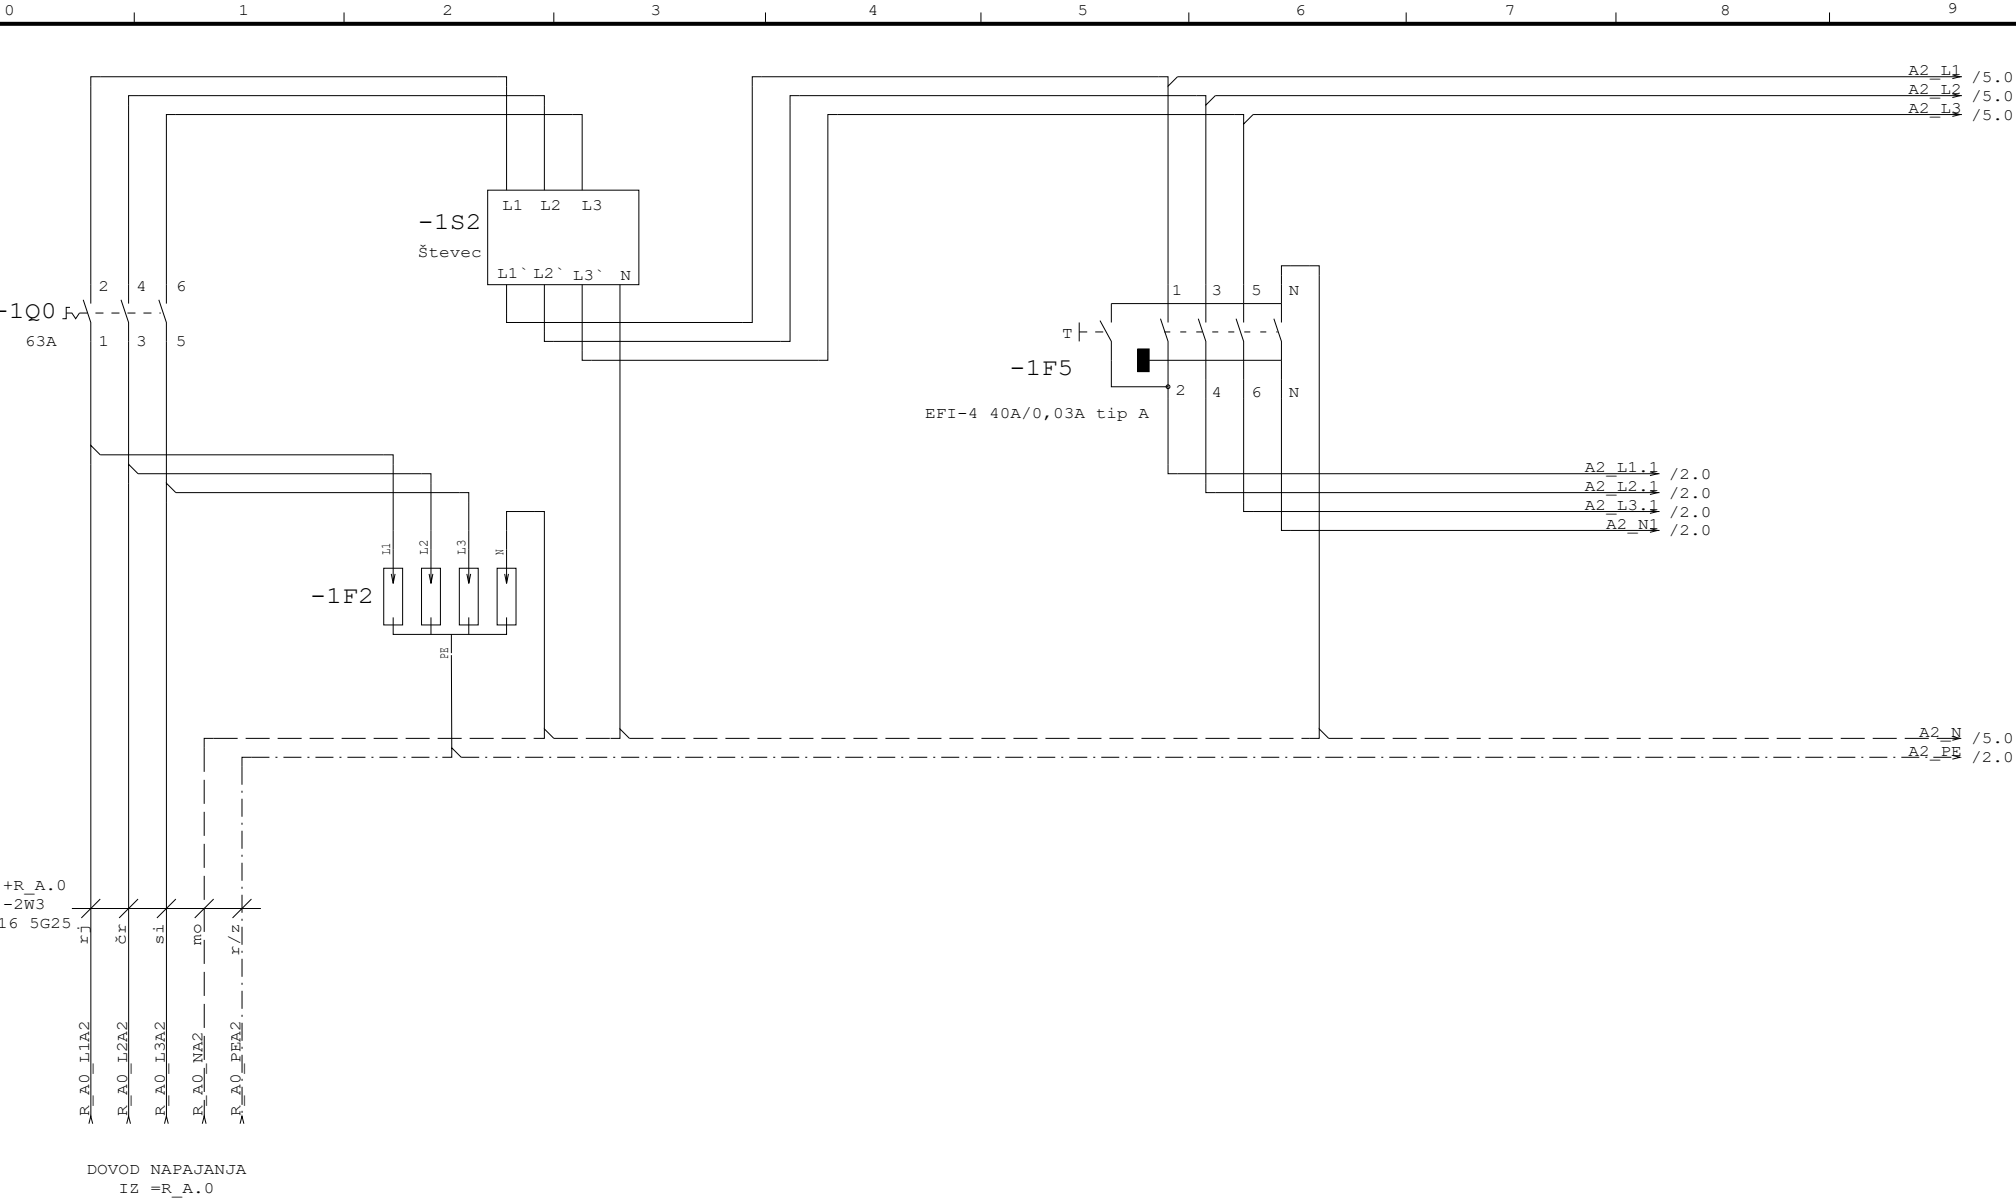 0 1 2 3 4 5 6 7 8 9
A2_L1 /5.0
A2_L2 /5.0
A2_L3 /5.0
L1 L2 L3
-1S2
Števec
L1` L2` L3` N
2 4 6
-1Q0
63A 1 3 5
1 3 5 N
T
-1F5
2 4 6 N
EFI-4 40A/0,03A tip A
A2_L1.1 /2.0
A2_L2.1 /2.0
A2_L3.1 /2.0
A2_N1 /2.0
L1 L2 L3 N
-1F2
PE
A2_N /5.0
A2_PE /2.0
+R_A.0
-2W3
16 5G25
rj čr si mo r/z
R_A0_L1A2
R_A0_L2A2
R_A0_L3A2
R_A0_NA2
R_A0_PEA2
DOVOD NAPAJANJA
IZ =R_A.0